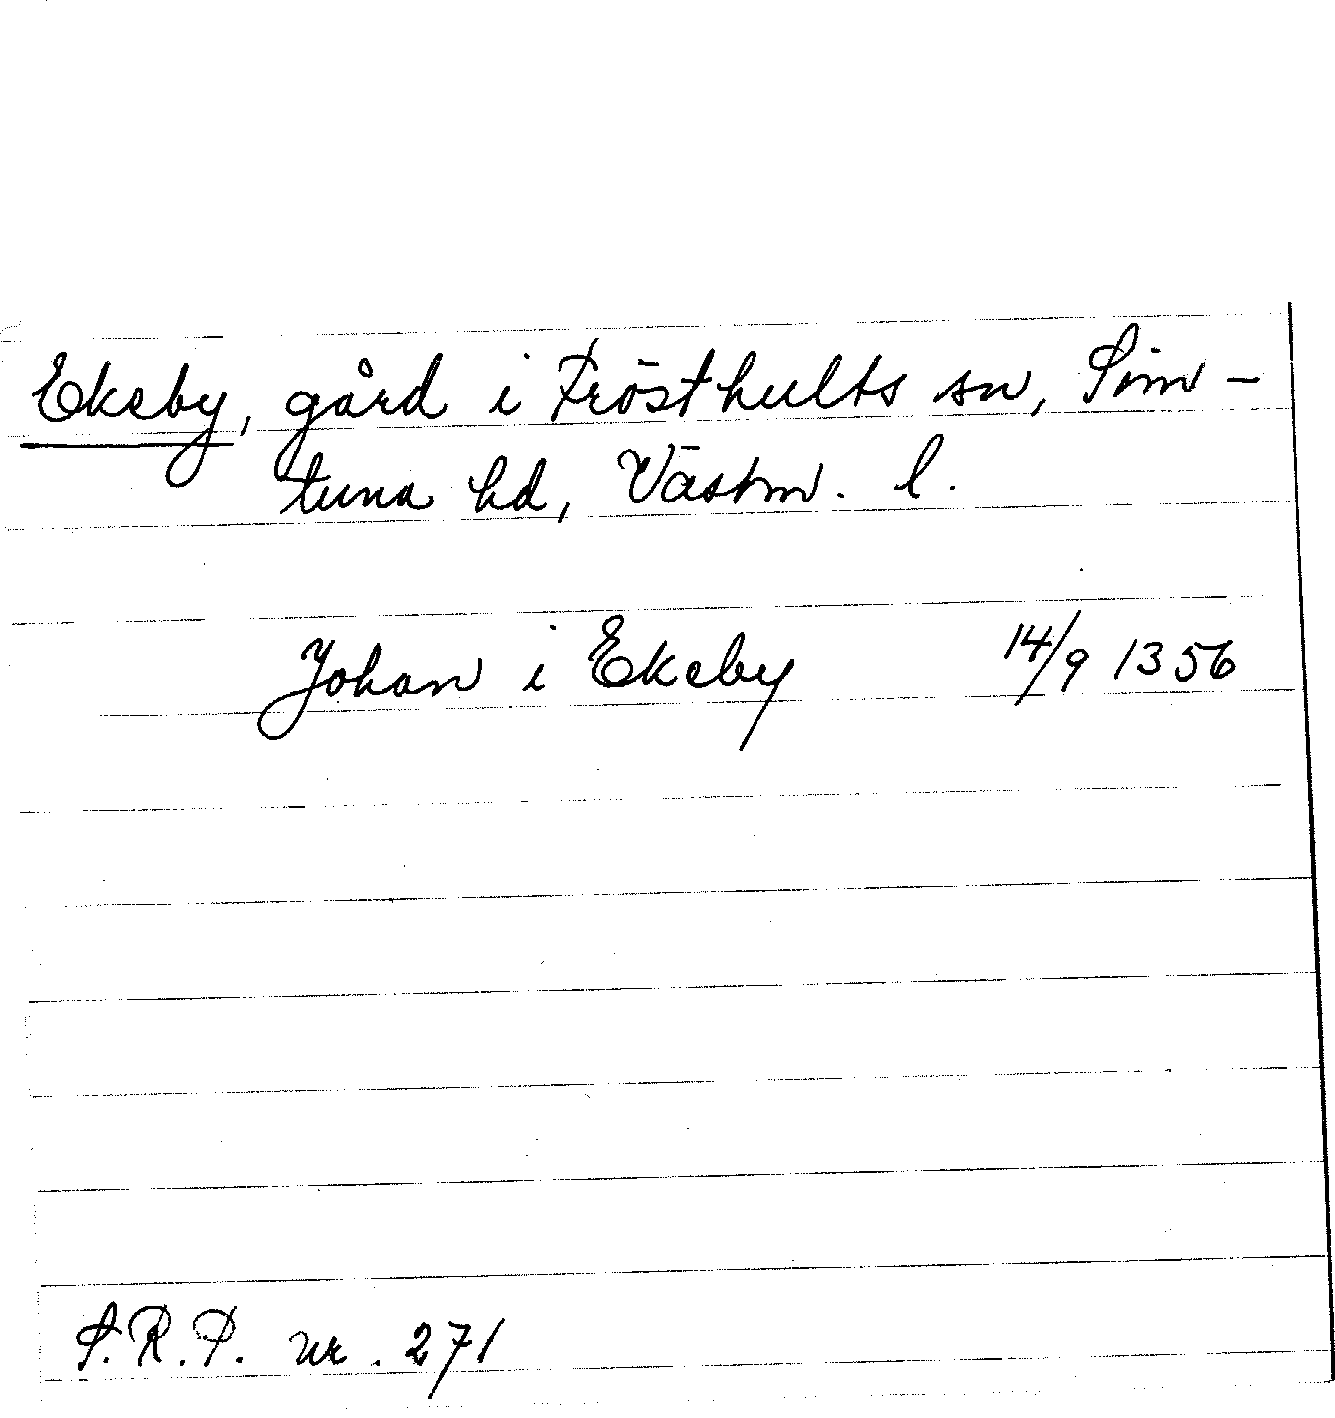 Ekeby, gård i Frösthults sn, Sim-
tuna hd, Västm. l.
Johan i Ekeby 14/9 1356
S.R.P. nr. 271